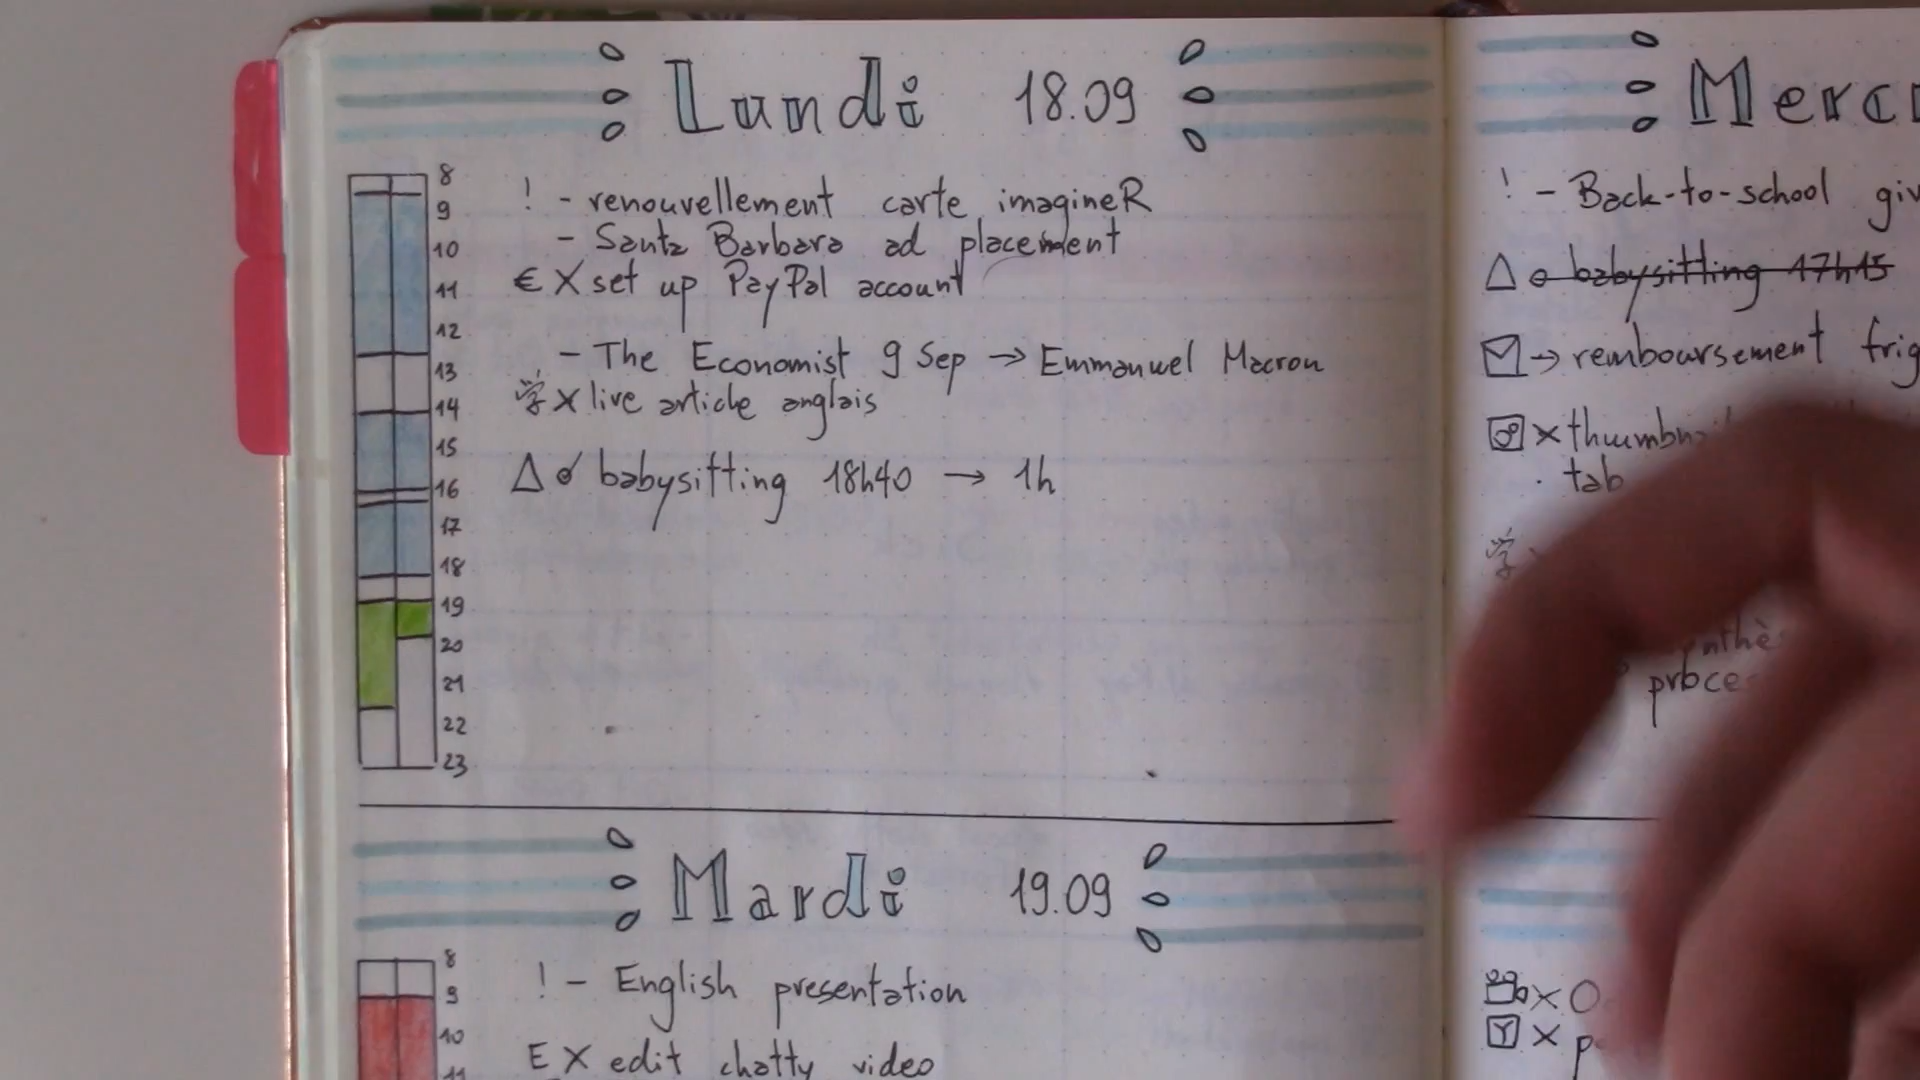 Lundi 18.09
8
9
10
11
12
13
14
15
16
17
18
19
20
21
22
23
! - renouvellement carte imagineR
- Santa Barbara ad placement
€ X set up PayPal account
- The Economist 9 Sep → Emmanuel Macron
学 X live article anglais
Δ babysitting 18h40 → 1h
Mardi 19.09
8
9
10
11
! - English presentation
E X edit chatty video
! - Back-to-school
Δ babysitting 17h15
→ remboursement
X
· tab
X
X